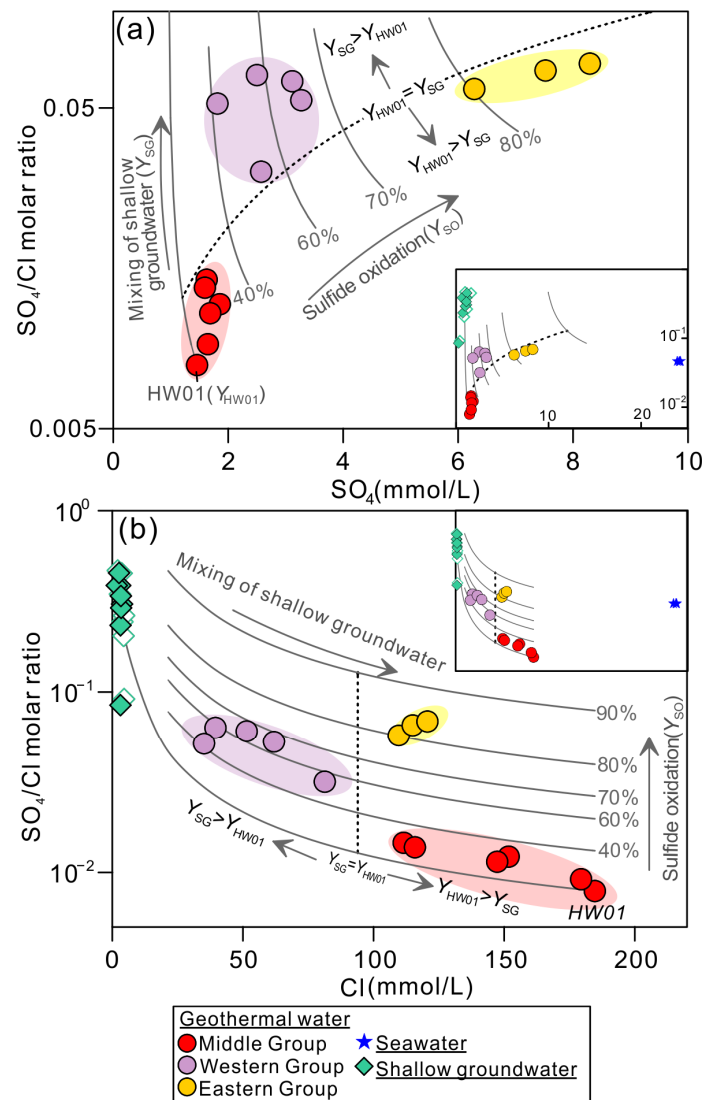 (a)
Y_SG>Y_HW01
Y_HW01=Y_SG
Y_HW01>Y_SG
80%
70%
60%
40%
Mixing of shallow
groundwater(Y_SG)
Sulfide oxidation(Y_SO)
HW01(Y_HW01)
SO4/Cl molar ratio
0.05
0.005
0
2
4
6
8
10
SO4(mmol/L)
10^-1
10^-2
10
20
(b)
Mixing of shallow groundwater
90%
80%
70%
60%
40%
Sulfide oxidation(Y_SO)
Y_SG>Y_HW01
Y_SG=Y_HW01
Y_HW01>Y_SG
HW01
SO4/Cl molar ratio
10^0
10^-1
10^-2
0
50
100
150
200
Cl(mmol/L)
Geothermal water
Middle Group
Seawater
Western Group
Shallow groundwater
Eastern Group